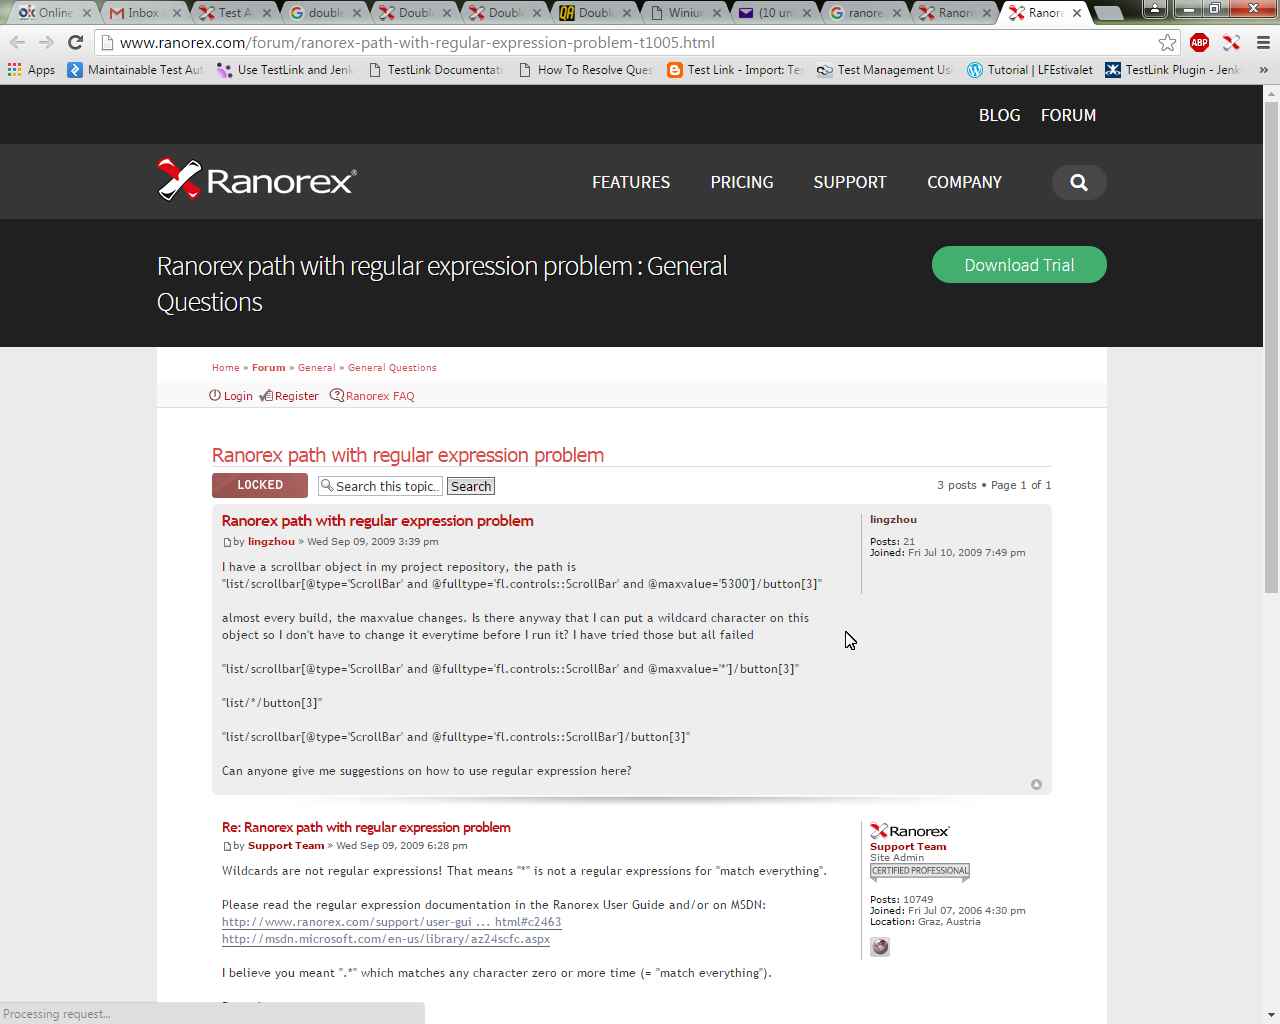 Online
Inbox
Test A
double
Double
Double
Double
Winiu
(10 un
ranore
Ranor
Ranor
www.ranorex.com/forum/ranorex-path-with-regular-expression-problem-t1005.html
ABP
Apps
Maintainable Test Aut
Use TestLink and Jenk
TestLink Documentat
How To Resolve Ques
Test Link - Import: Te
Test Management Us
Tutorial | LFEstivalet
TestLink Plugin - Jenk
»
BLOG FORUM
Ranorex®
FEATURES PRICING SUPPORT COMPANY
Ranorex path with regular expression problem : General
Questions
Download Trial
Home » Forum » General » General Questions
Login Register Ranorex FAQ
Ranorex path with regular expression problem
LOCKED Search this topic.. Search 3 posts • Page 1 of 1
Ranorex path with regular expression problem
by lingzhou » Wed Sep 09, 2009 3:39 pm
lingzhou
Posts: 21
Joined: Fri Jul 10, 2009 7:49 pm
I have a scrollbar object in my project repository, the path is
"list/scrollbar[@type='ScrollBar' and @fulltype='fl.controls::ScrollBar' and @maxvalue='5300']/button[3]"
almost every build, the maxvalue changes. Is there anyway that I can put a wildcard character on this
object so I don't have to change it everytime before I run it? I have tried those but all failed
"list/scrollbar[@type='ScrollBar' and @fulltype='fl.controls::ScrollBar' and @maxvalue='*']/button[3]"
"list/*/button[3]"
"list/scrollbar[@type='ScrollBar' and @fulltype='fl.controls::ScrollBar']/button[3]"
Can anyone give me suggestions on how to use regular expression here?
Re: Ranorex path with regular expression problem
by Support Team » Wed Sep 09, 2009 6:28 pm
Ranorex
Support Team
Site Admin
CERTIFIED PROFESSIONAL
Posts: 10749
Joined: Fri Jul 07, 2006 4:30 pm
Location: Graz, Austria
Wildcards are not regular expressions! That means "*" is not a regular expressions for "match everything".
Please read the regular expression documentation in the Ranorex User Guide and/or on MSDN:
http://www.ranorex.com/support/user-gui ... html#c2463
http://msdn.microsoft.com/en-us/library/az24scfc.aspx
I believe you meant ".*" which matches any character zero or more time (= "match everything").
Processing request...